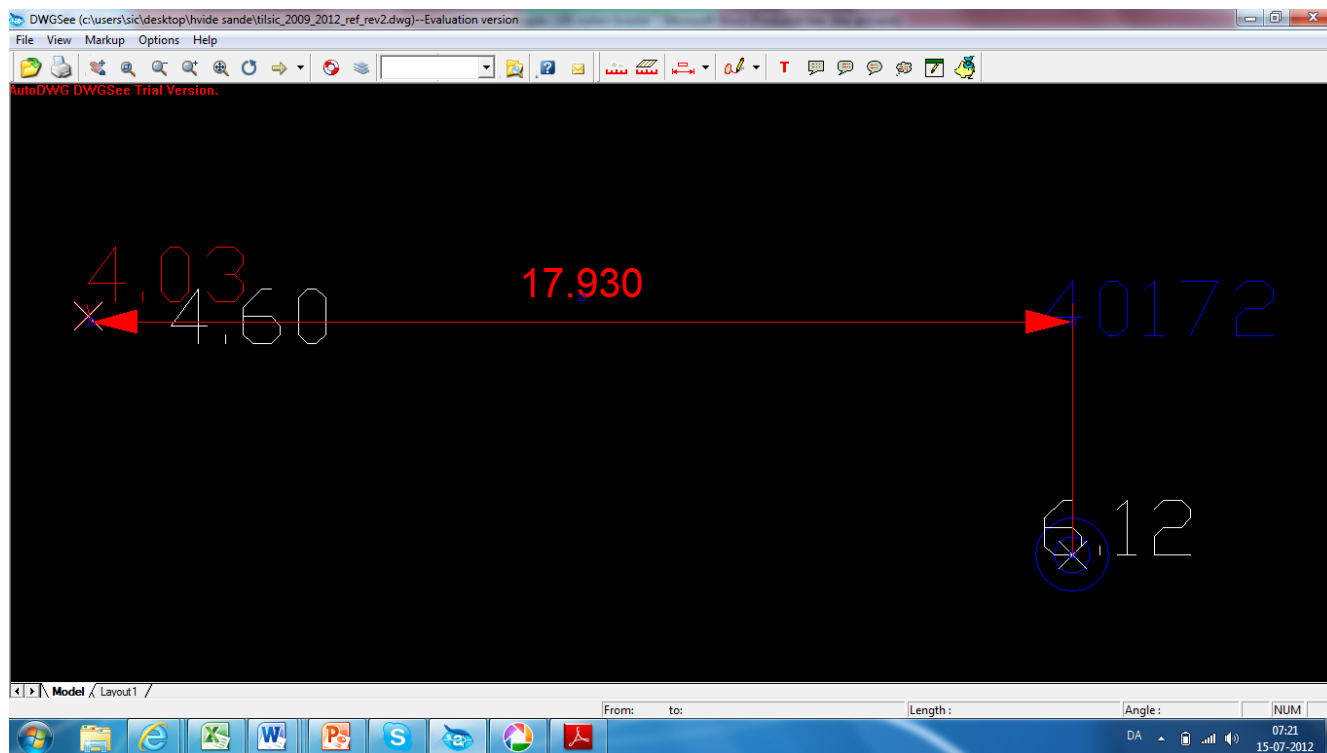 DWGSee (c:\users\sic\desktop\hvide sande\tilsic_2009_2012_ref_rev2.dwg)--Evaluation version
File View Markup Options Help
T
AutoDWG DWGSee Trial Version.
4.03
4.60
17.930
40172
6.12
Model Layout1
From: to: Length : Angle : NUM
DA 07:21
15-07-2012